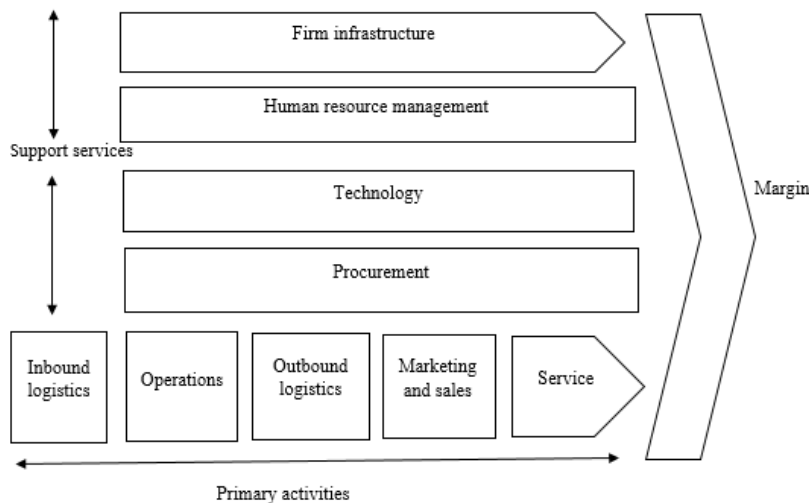 Firm infrastructure
Human resource management
Support services
Technology
Margin
Procurement
Inbound
logistics
Operations
Outbound
logistics
Marketing
and sales
Service
Primary activities